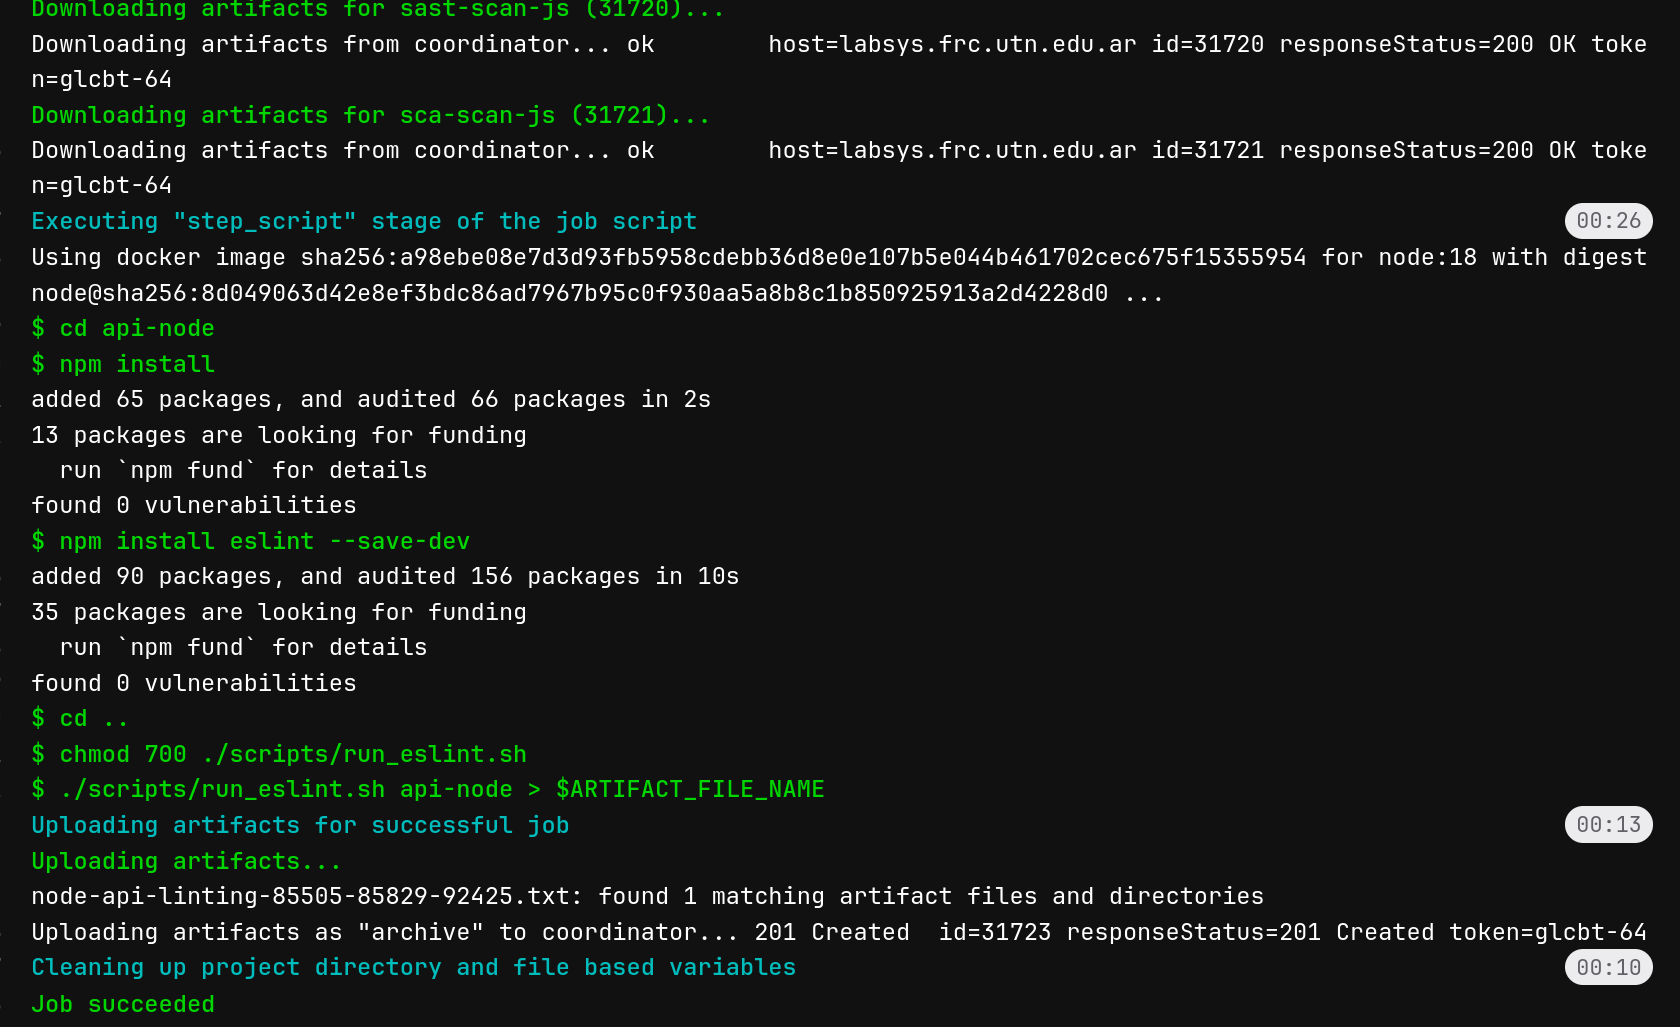 Downloading artifacts for sast-scan-js (31720)...
Downloading artifacts from coordinator... ok        host=labsys.frc.utn.edu.ar id=31720 responseStatus=200 OK toke
n=glcbt-64
Downloading artifacts for sca-scan-js (31721)...
Downloading artifacts from coordinator... ok        host=labsys.frc.utn.edu.ar id=31721 responseStatus=200 OK toke
n=glcbt-64
Executing "step_script" stage of the job script 00:26
Using docker image sha256:a98ebe08e7d3d93fb5958cdebb36d8e0e107b5e044b461702cec675f15355954 for node:18 with digest
node@sha256:8d049063d42e8ef3bdc86ad7967b95c0f930aa5a8b8c1b850925913a2d4228d0 ...
$ cd api-node
$ npm install
added 65 packages, and audited 66 packages in 2s
13 packages are looking for funding
  run `npm fund` for details
found 0 vulnerabilities
$ npm install eslint --save-dev
added 90 packages, and audited 156 packages in 10s
35 packages are looking for funding
  run `npm fund` for details
found 0 vulnerabilities
$ cd ..
$ chmod 700 ./scripts/run_eslint.sh
$ ./scripts/run_eslint.sh api-node > $ARTIFACT_FILE_NAME
Uploading artifacts for successful job 00:13
Uploading artifacts...
node-api-linting-85505-85829-92425.txt: found 1 matching artifact files and directories
Uploading artifacts as "archive" to coordinator... 201 Created  id=31723 responseStatus=201 Created token=glcbt-64
Cleaning up project directory and file based variables 00:10
Job succeeded